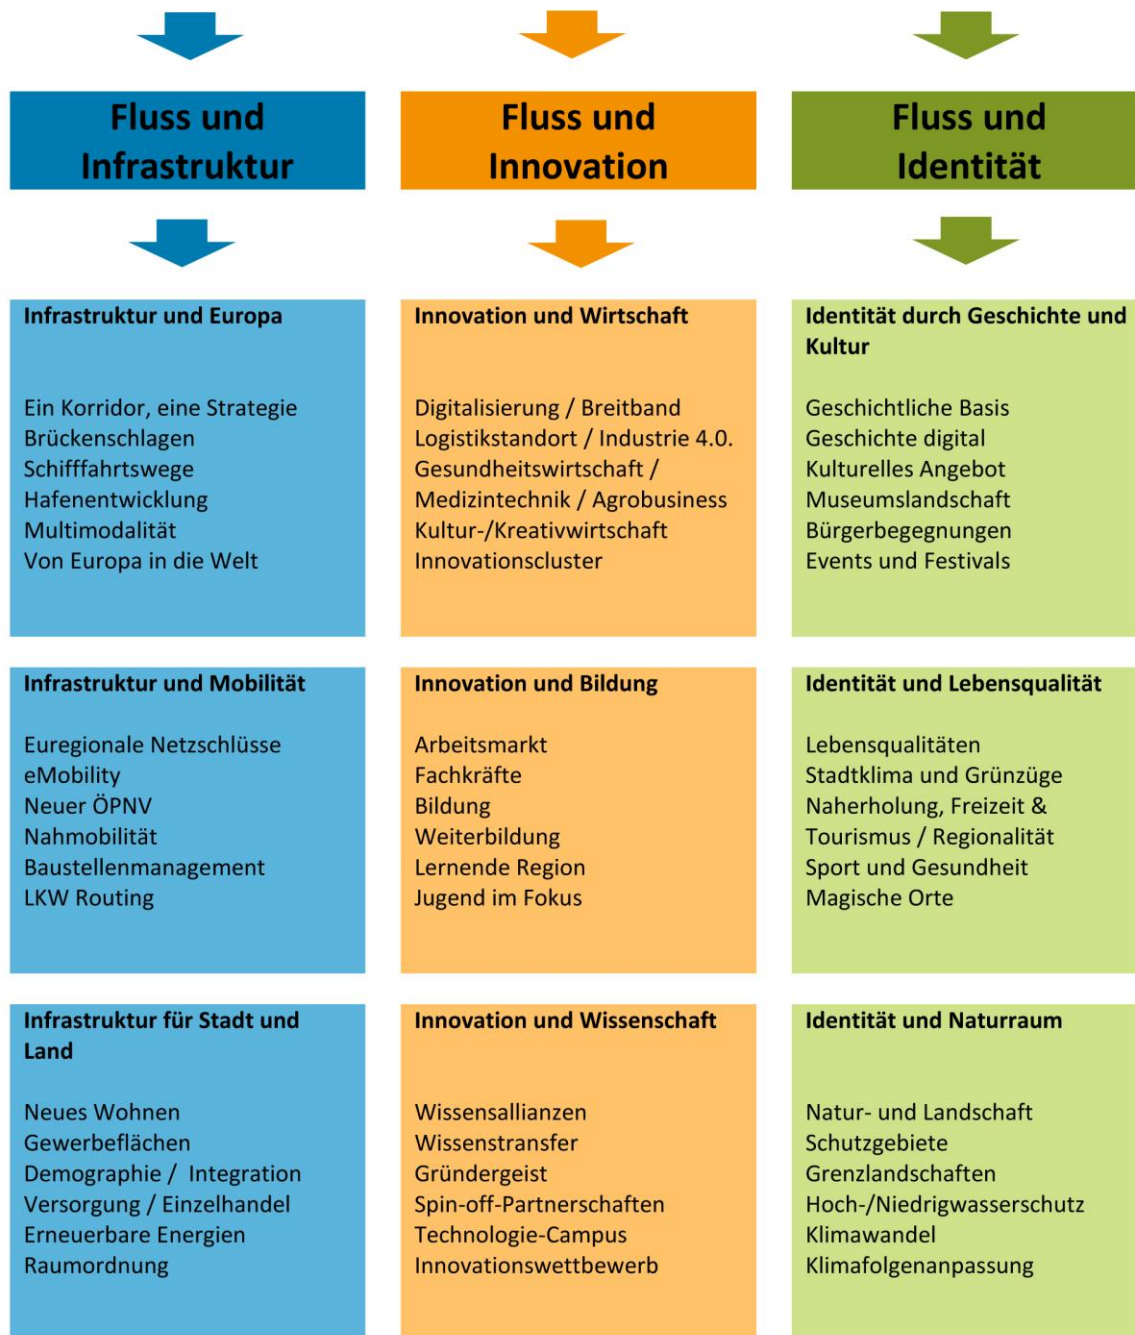 Fluss und
Infrastruktur
Fluss und
Innovation
Fluss und
Identität
Infrastruktur und Europa
Ein Korridor, eine Strategie
Brückenschlagen
Schifffahrtswege
Hafenentwicklung
Multimodalität
Von Europa in die Welt
Innovation und Wirtschaft
Digitalisierung / Breitband
Logistikstandort / Industrie 4.0.
Gesundheitswirtschaft /
Medizintechnik / Agrobusiness
Kultur-/Kreativwirtschaft
Innovationscluster
Identität durch Geschichte und
Kultur
Geschichtliche Basis
Geschichte digital
Kulturelles Angebot
Museumslandschaft
Bürgerbegegnungen
Events und Festivals
Infrastruktur und Mobilität
Euregionale Netzschlüsse
eMobility
Neuer ÖPNV
Nahmobilität
Baustellenmanagement
LKW Routing
Innovation und Bildung
Arbeitsmarkt
Fachkräfte
Bildung
Weiterbildung
Lernende Region
Jugend im Fokus
Identität und Lebensqualität
Lebensqualitäten
Stadtklima und Grünzüge
Naherholung, Freizeit &
Tourismus / Regionalität
Sport und Gesundheit
Magische Orte
Infrastruktur für Stadt und
Land
Neues Wohnen
Gewerbeflächen
Demographie /  Integration
Versorgung / Einzelhandel
Erneuerbare Energien
Raumordnung
Innovation und Wissenschaft
Wissensallianzen
Wissenstransfer
Gründergeist
Spin-off-Partnerschaften
Technologie-Campus
Innovationswettbewerb
Identität und Naturraum
Natur- und Landschaft
Schutzgebiete
Grenzlandschaften
Hoch-/Niedrigwasserschutz
Klimawandel
Klimafolgenanpassung